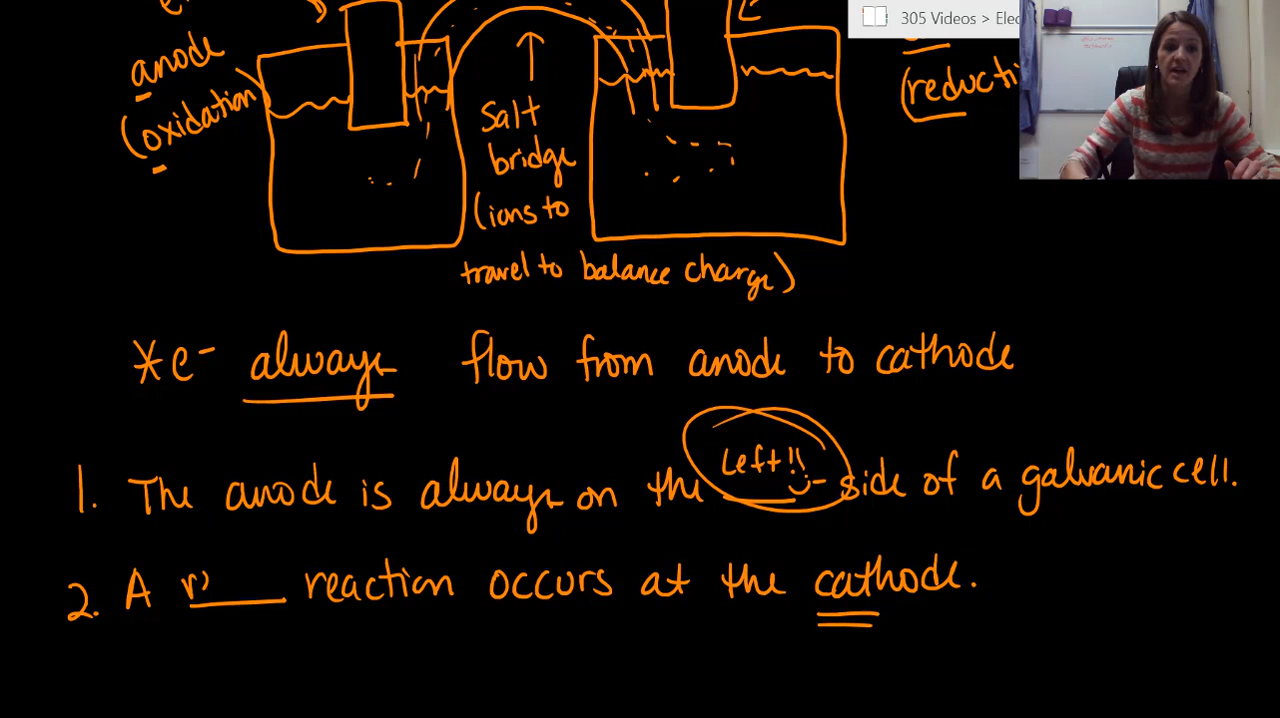 305 Videos > Elec
anode
(oxidation)
(reducti
Salt
bridge
(ions to
travel to balance charge)
*e⁻ always flow from anode to cathode
1. The anode is always on the Left!! side of a galvanic cell.
2. A r reaction occurs at the cathode.